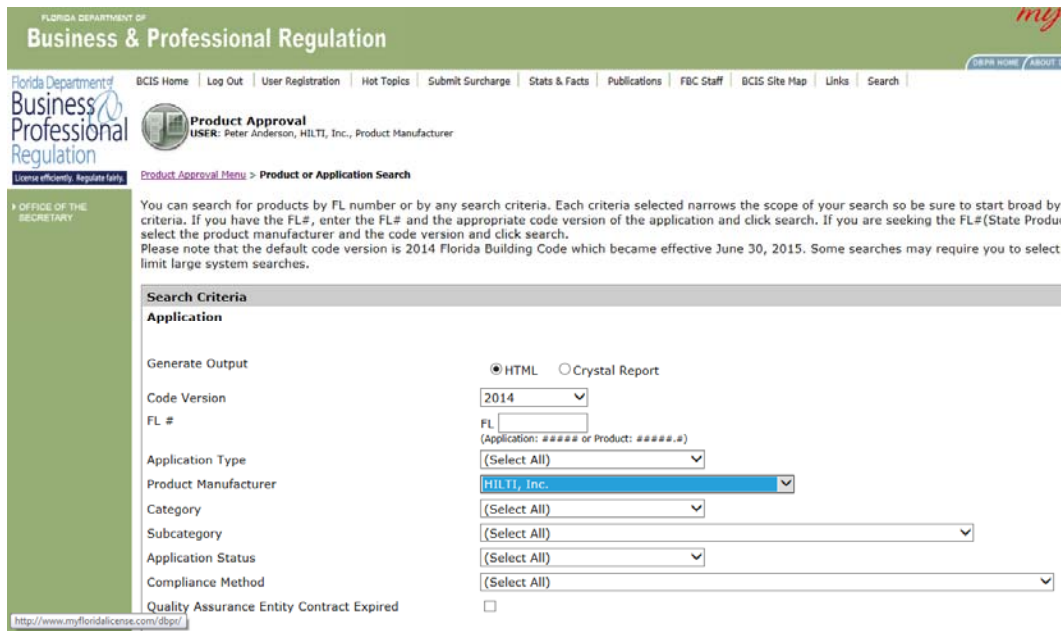 FLORIDA DEPARTMENT OF
Business & Professional Regulation
my
DBPR HOME ABOUT
Florida Department of
Business
Professional
Regulation
License efficiently. Regulate fairly.
BCIS Home | Log Out | User Registration | Hot Topics | Submit Surcharge | Stats & Facts | Publications | FBC Staff | BCIS Site Map | Links | Search
Product Approval
USER: Peter Anderson, HILTI, Inc., Product Manufacturer
Product Approval Menu > Product or Application Search
OFFICE OF THE
SECRETARY
You can search for products by FL number or by any search criteria. Each criteria selected narrows the scope of your search so be sure to start broad by
criteria. If you have the FL#, enter the FL# and the appropriate code version of the application and click search. If you are seeking the FL#(State Produ
select the product manufacturer and the code version and click search.
Please note that the default code version is 2014 Florida Building Code which became effective June 30, 2015. Some searches may require you to select
limit large system searches.
Search Criteria
Application
Generate Output HTML Crystal Report
Code Version 2014
FL # FL
(Application: ##### or Product: #####.#)
Application Type (Select All)
Product Manufacturer HILTI, Inc.
Category (Select All)
Subcategory (Select All)
Application Status (Select All)
Compliance Method (Select All)
Quality Assurance Entity Contract Expired
http://www.myfloridalicense.com/dbpr/